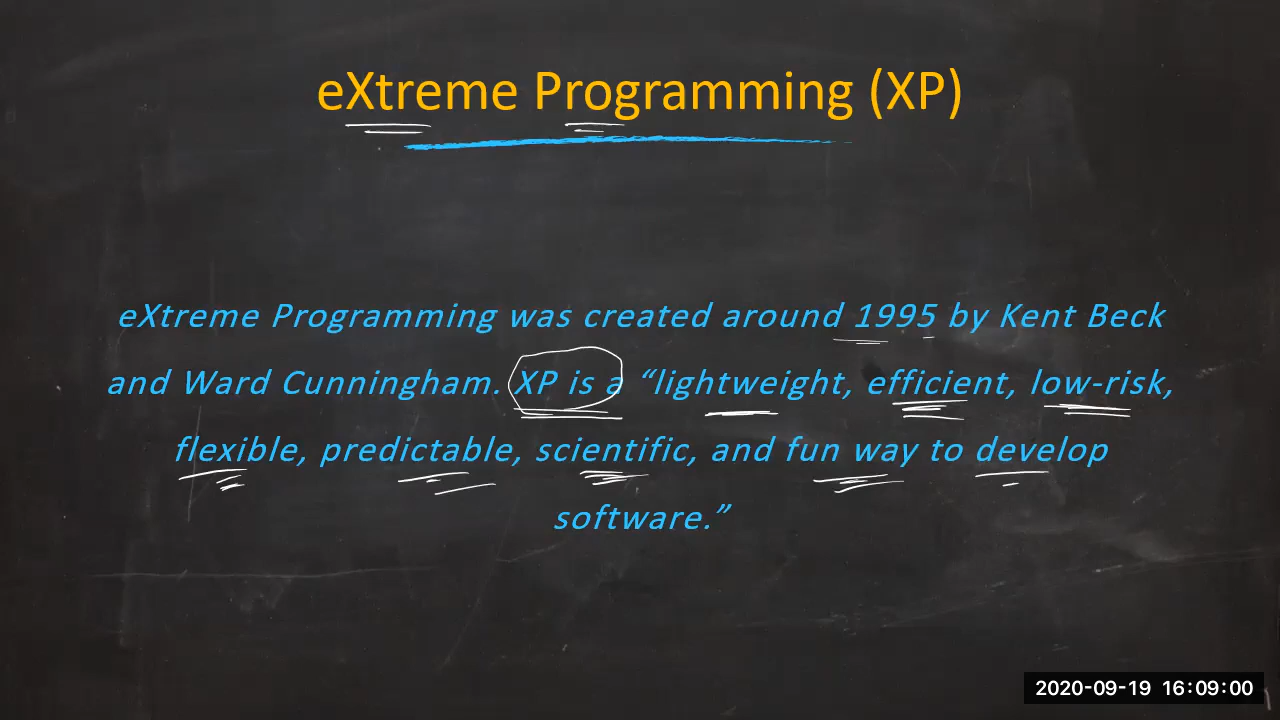 eXtreme Programming (XP)
eXtreme Programming was created around 1995 by Kent Beck
and Ward Cunningham. XP is a “lightweight, efficient, low-risk,
flexible, predictable, scientific, and fun way to develop
software.”
2020-09-19 16:09:00